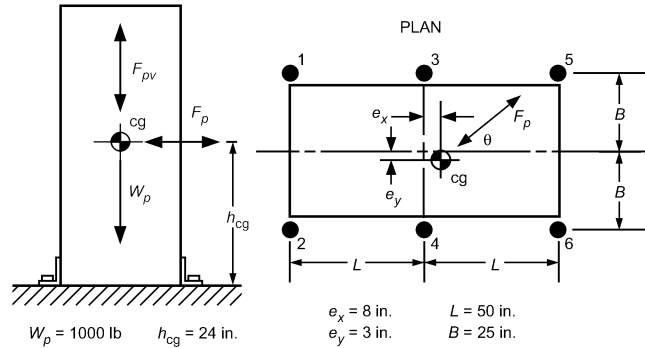 PLAN
F_pv
cg
F_p
W_p
h_cg
W_p = 1000 lb
h_cg = 24 in.
1
3
5
e_x
F_p
θ
B
e_y
cg
B
2
4
6
L
L
e_x = 8 in.
L = 50 in.
e_y = 3 in.
B = 25 in.